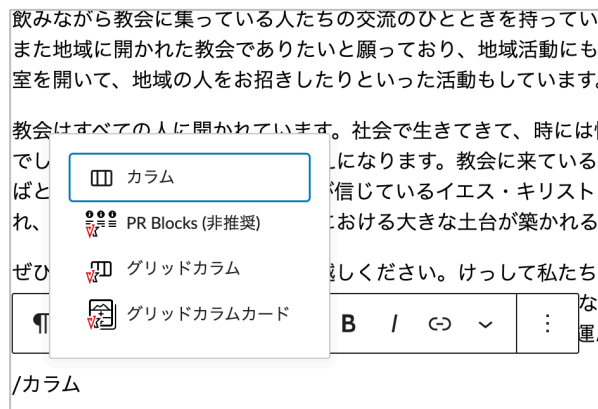 飲みながら教会に集っている人たちの交流のひとときを持ってい
また地域に開かれた教会でありたいと願っており、地域活動にも
室を開いて、地域の人をお招きしたりといった活動もしています。
教会はすべての人に開かれています。社会で生きてきて、時には
でし
カラム
えになります。教会に来ている
ばと
が信じているイエス・キリスト
PR Blocks (非推奨)
れ、
における大きな土台が築かれる
グリッドカラム
ぜひ
越しください。けっして私たち
グリッドカラムカード
な
B I
運
/カラム